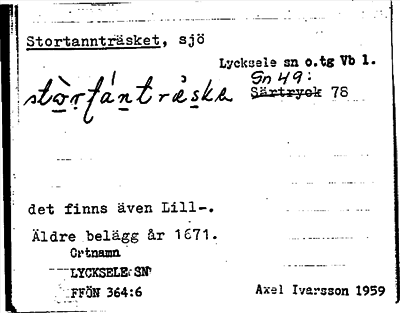 Stortannträsket, sjö
Lycksele sn o.tg Vb l.
Sn 49:
Särtryck 78
det finns även Lill-.
Äldre belägg år 1671.
Ortnamn
LYCKSELE SN
FFÖN 364:6
Axel Ivarsson 1959